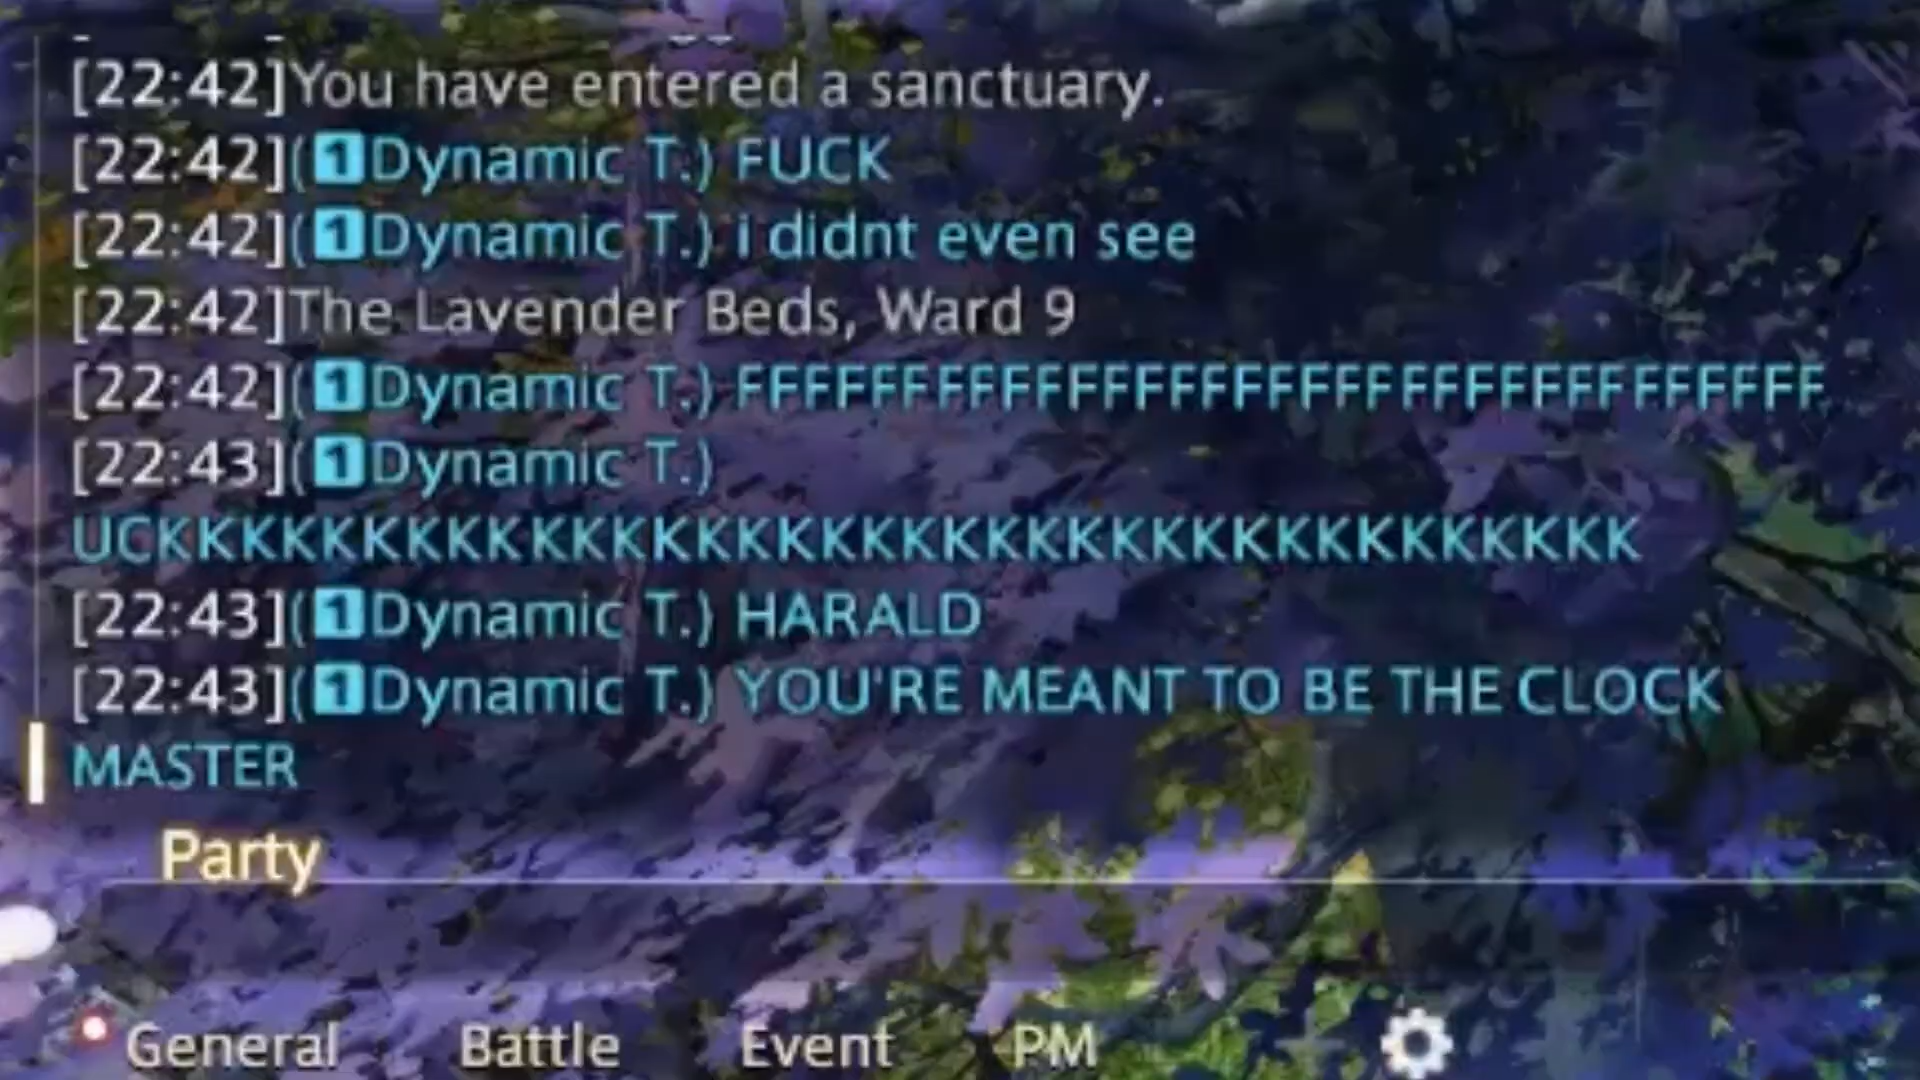 [22:42]You have entered a sanctuary.
[22:42](1Dynamic T.) FUCK
[22:42](1Dynamic T.) i didnt even see
[22:42]The Lavender Beds, Ward 9
[22:42](1Dynamic T.) FFFFFFFFFFFFFFFFFFFFFFFFFFFFFFFFF
[22:43](1Dynamic T.)
UCKKKKKKKKKKKKKKKKKKKKKKKKKKKKKKKKKKKK
[22:43](1Dynamic T.) HARALD
[22:43](1Dynamic T.) YOU'RE MEANT TO BE THE CLOCK
MASTER
Party
General Battle Event PM